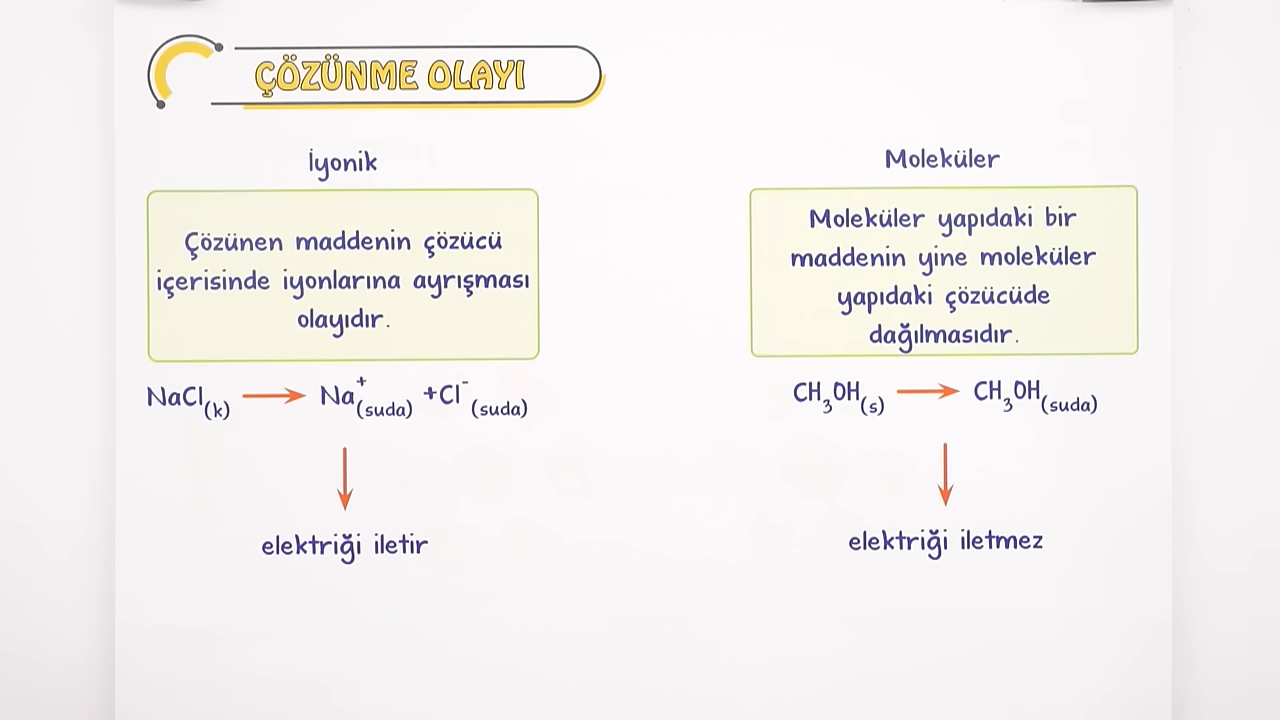 ÇÖZÜNME OLAYI
İyonik
Çözünen maddenin çözücü
içerisinde iyonlarına ayrışması
olayıdır.
NaCl(k) → Na⁺(suda) +Cl⁻(suda)
elektriği iletir
Moleküler
Moleküler yapıdaki bir
maddenin yine moleküler
yapıdaki çözücüde
dağılmasıdır.
CH₃OH(s) → CH₃OH(suda)
elektriği iletmez